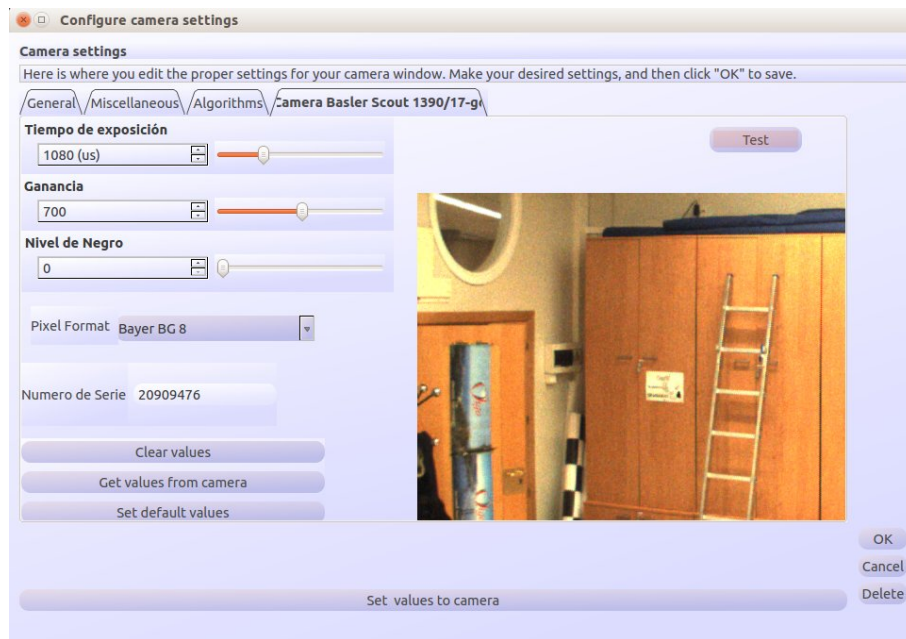 Configure camera settings
Camera settings
Here is where you edit the proper settings for your camera window. Make your desired settings, and then click "OK" to save.
General Miscellaneous Algorithms Camera Basler Scout 1390/17-g
Tiempo de exposición
1080 (us)
Test
Ganancia
700
Nivel de Negro
0
Pixel Format Bayer BG 8
Numero de Serie 20909476
Clear values
Get values from camera
Set default values
OK
Cancel
Delete
Set values to camera